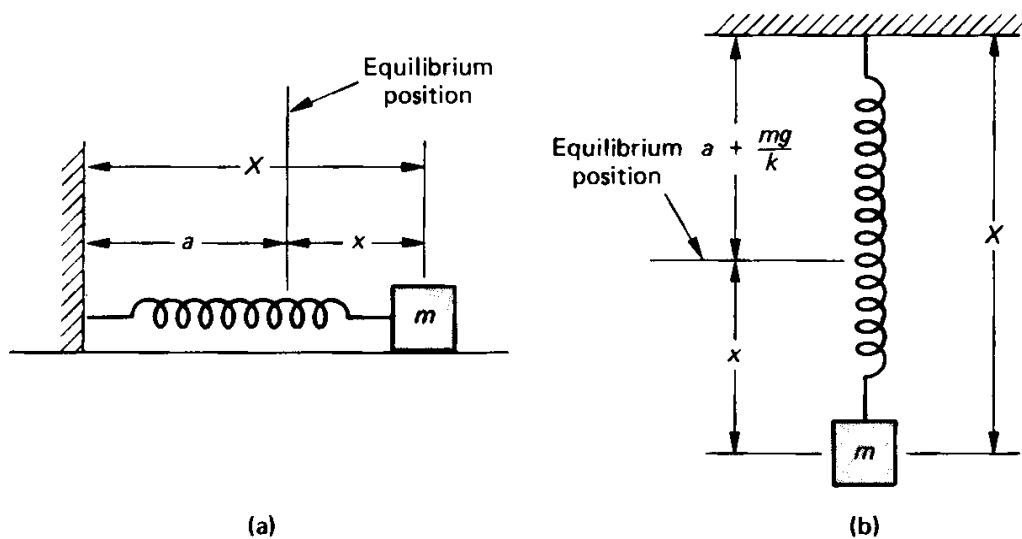 Equilibrium
position
X
a
x
m
(a)
Equilibrium
position
a + mg/k
x
X
m
(b)